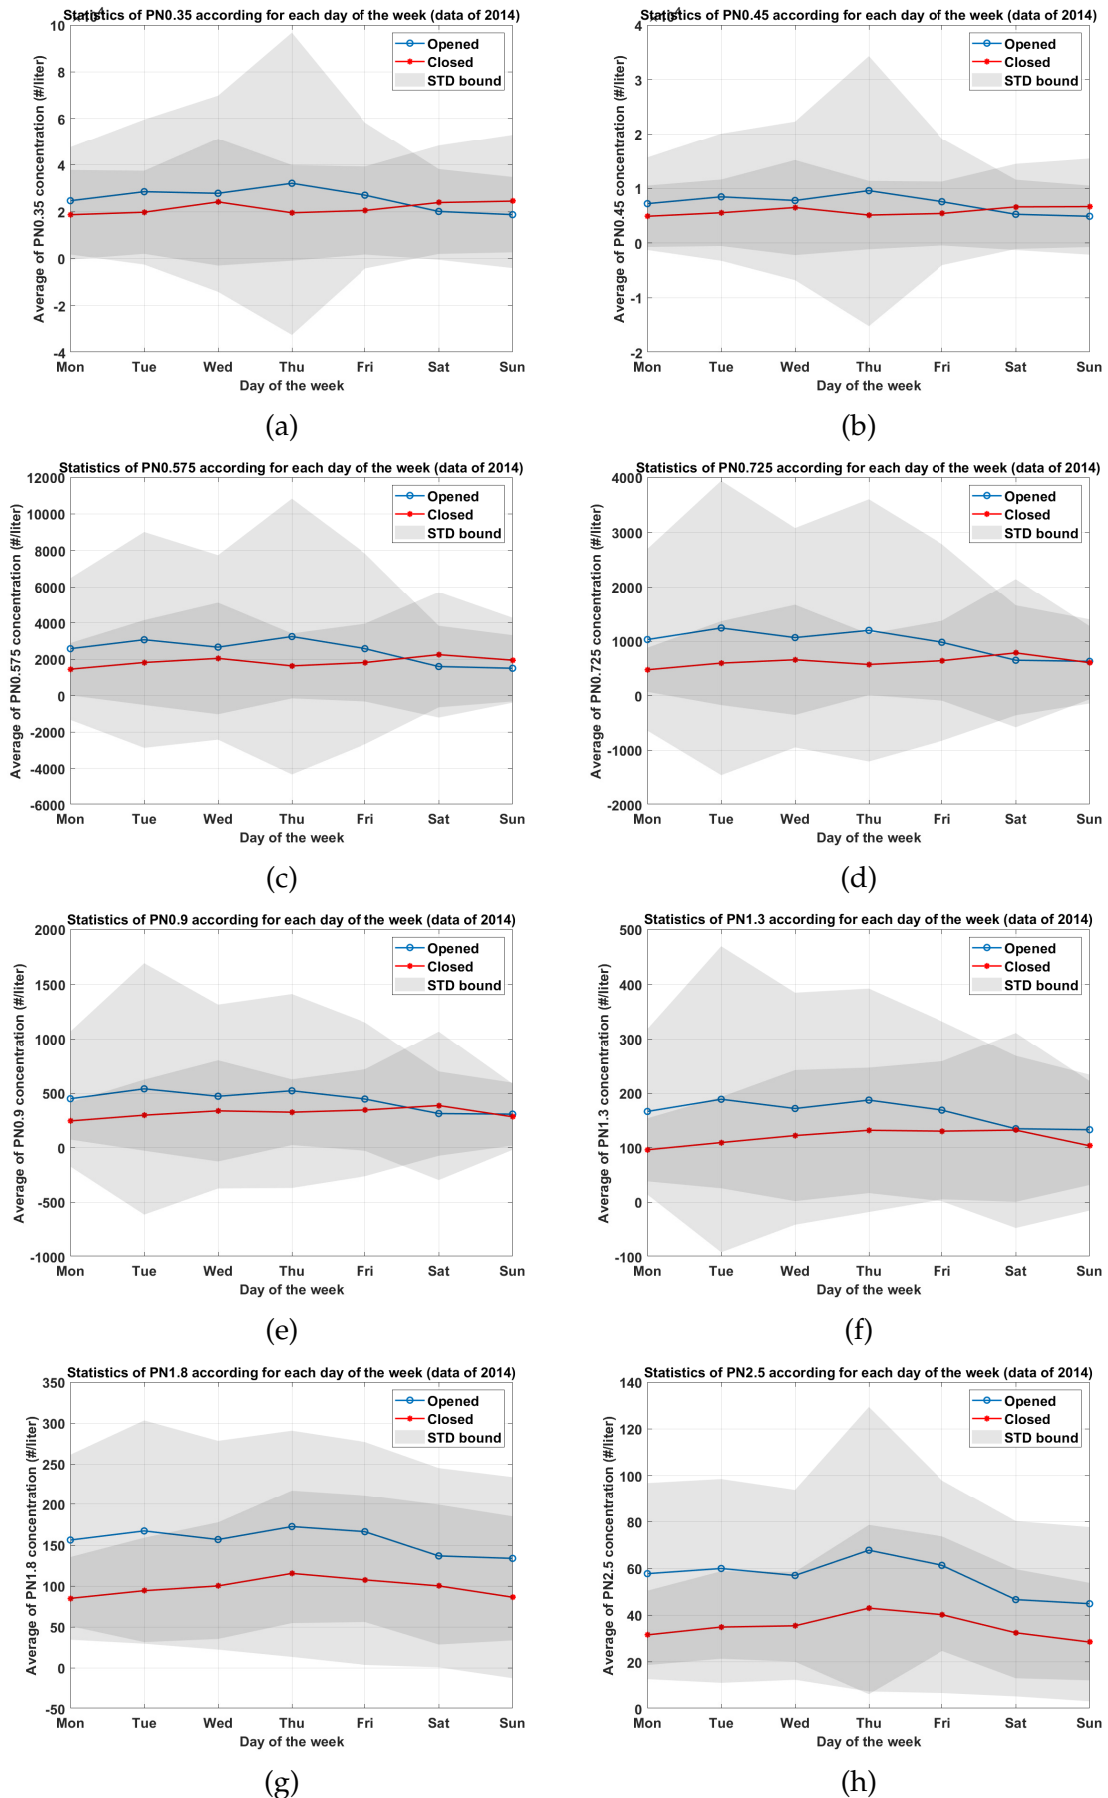 Statistics of PN0.35 according for each day of the week (data of 2014)
10
8
6
4
2
0
-2
-4
Average of PN0.35 concentration (#/liter)
Opened
Closed
STD bound
Mon Tue Wed Thu Fri Sat Sun
Day of the week
(a)
Statistics of PN0.45 according for each day of the week (data of 2014)
4
3
2
1
0
-1
-2
Average of PN0.45 concentration (#/liter)
Opened
Closed
STD bound
Mon Tue Wed Thu Fri Sat Sun
Day of the week
(b)
Statistics of PN0.575 according for each day of the week (data of 2014)
12000
10000
8000
6000
4000
2000
0
-2000
-4000
-6000
Average of PN0.575 concentration (#/liter)
Opened
Closed
STD bound
Mon Tue Wed Thu Fri Sat Sun
Day of the week
(c)
Statistics of PN0.725 according for each day of the week (data of 2014)
4000
3000
2000
1000
0
-1000
-2000
Average of PN0.725 concentration (#/liter)
Opened
Closed
STD bound
Mon Tue Wed Thu Fri Sat Sun
Day of the week
(d)
Statistics of PN0.9 according for each day of the week (data of 2014)
2000
1500
1000
500
0
-500
-1000
Average of PN0.9 concentration (#/liter)
Opened
Closed
STD bound
Mon Tue Wed Thu Fri Sat Sun
Day of the week
(e)
Statistics of PN1.3 according for each day of the week (data of 2014)
500
400
300
200
100
0
-100
Average of PN1.3 concentration (#/liter)
Opened
Closed
STD bound
Mon Tue Wed Thu Fri Sat Sun
Day of the week
(f)
Statistics of PN1.8 according for each day of the week (data of 2014)
350
300
250
200
150
100
50
0
-50
Average of PN1.8 concentration (#/liter)
Opened
Closed
STD bound
Mon Tue Wed Thu Fri Sat Sun
Day of the week
(g)
Statistics of PN2.5 according for each day of the week (data of 2014)
140
120
100
80
60
40
20
0
Average of PN2.5 concentration (#/liter)
Opened
Closed
STD bound
Mon Tue Wed Thu Fri Sat Sun
Day of the week
(h)